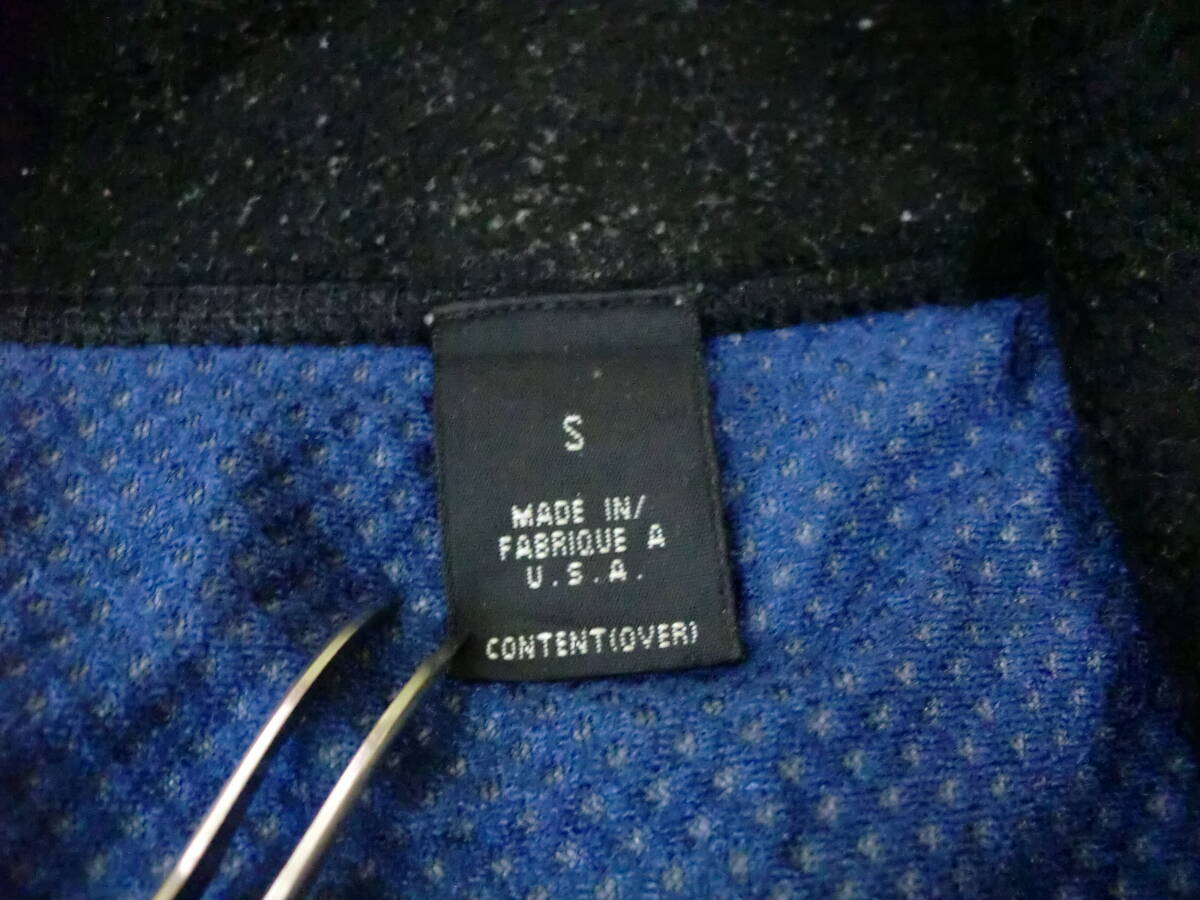 S
MADE IN/
FABRIQUE A
U.S.A.
CONTENT(OVER)